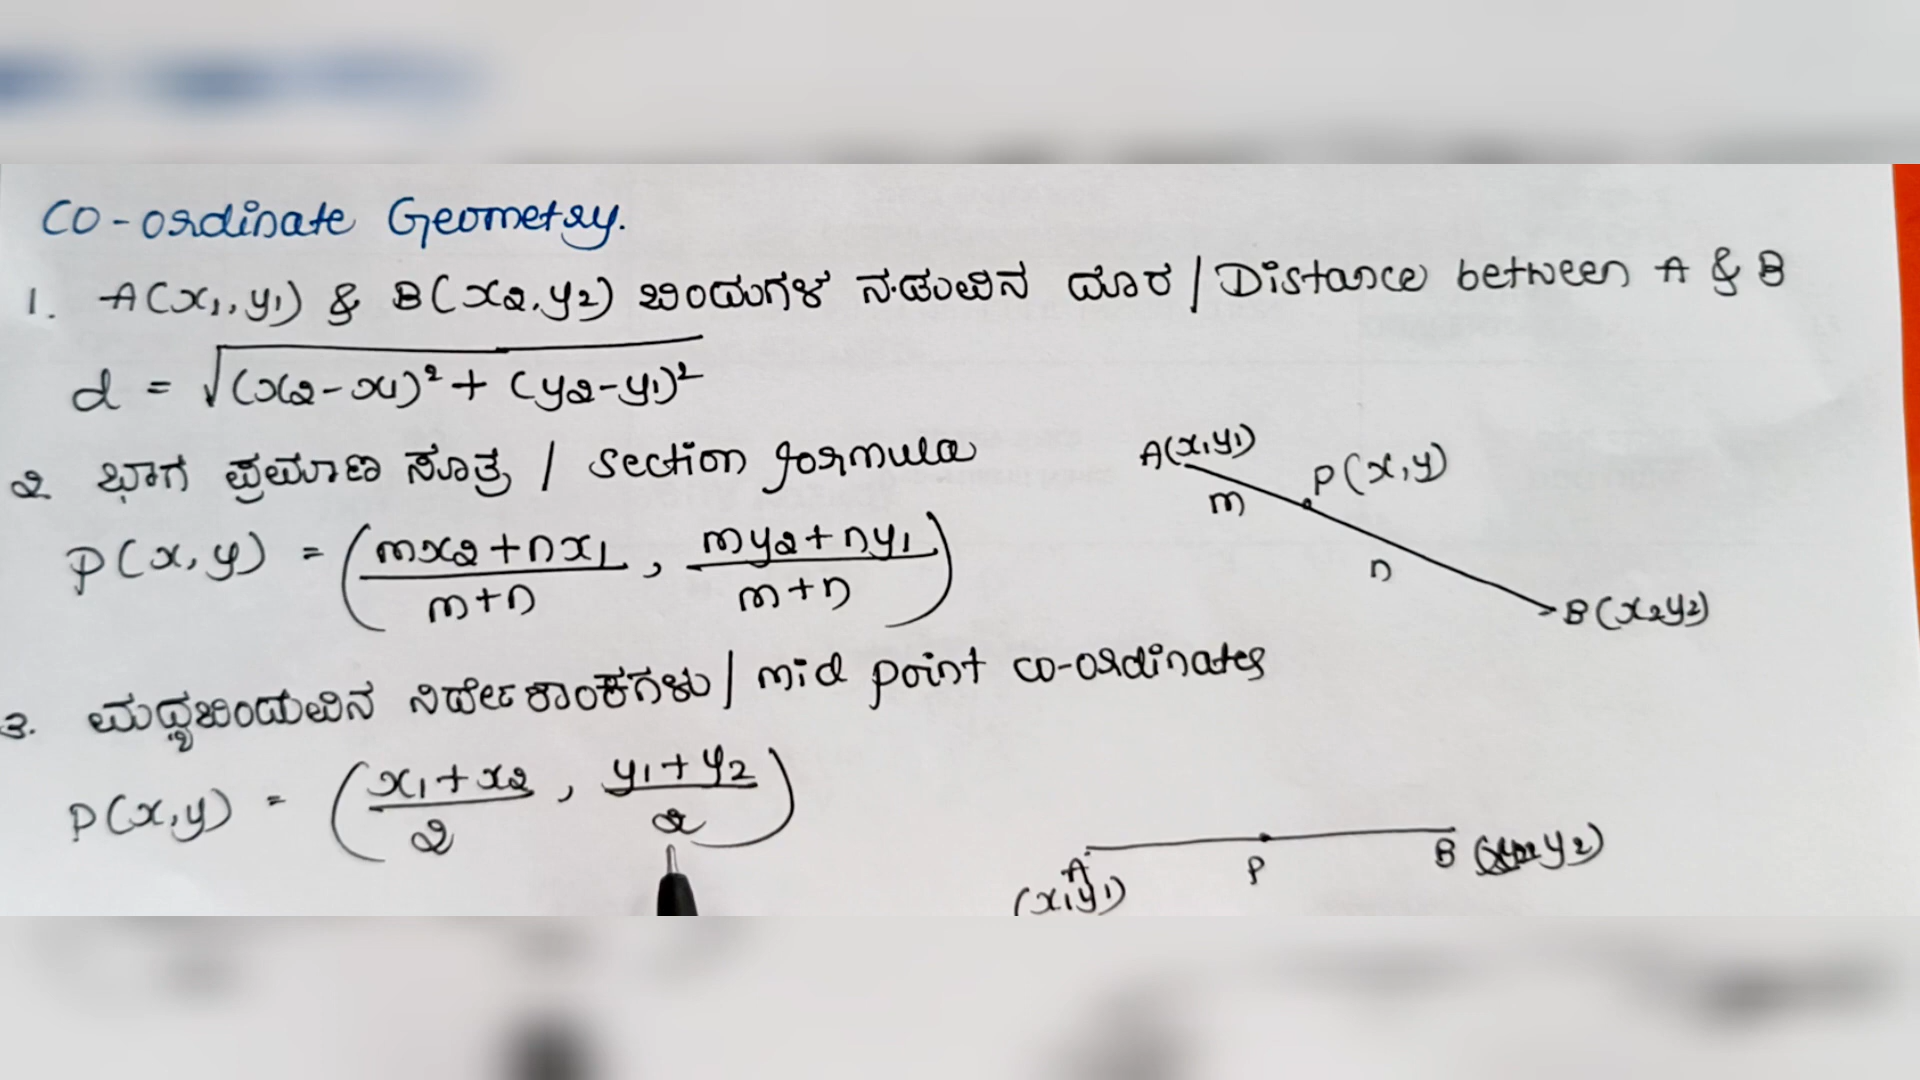 Co-ordinate Geometry.
1. A(x₁, y₁) & B(x₂, y₂) ಬಿಂದುಗಳ ನಡುವಿನ ದೂರ / Distance between A & B
d = √((x₂-x₁)² + (y₂-y₁)²)
2 ಭಾಗ ಪ್ರಮಾಣ ಸೂತ್ರ / section formula
A(x₁y₁)
P(x,y)
m
P(x,y) = ((mx₂+nx₁)/(m+n), (my₂+ny₁)/(m+n))
n
B(x₂y₂)
3. ಮಧ್ಯಬಿಂದುವಿನ ನಿರ್ದೇಶಾಂಕಗಳು / mid point co-ordinates
P(x,y) = ((x₁+x₂)/2, (y₁+y₂)/2)
A P B
(x₁y₁)